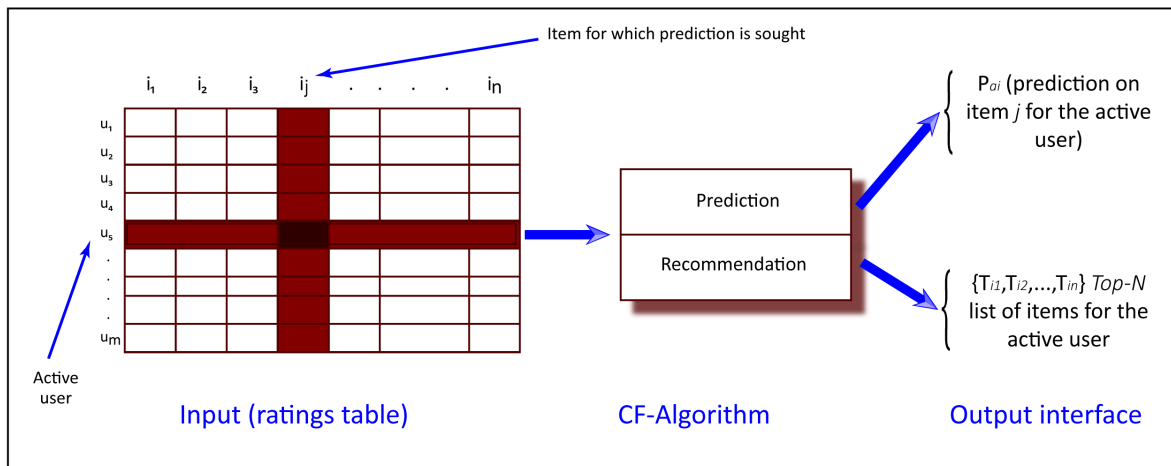 Item for which prediction is sought
i₁ i₂ i₃ iⱼ . . . . iₙ
u₁
u₂
u₃
u₄
u₅
.
.
.
uₘ
Active
user
Input (ratings table)
Prediction
Recommendation
CF-Algorithm
Pₐᵢ (prediction on
item j for the active
user)
{Tᵢ₁,Tᵢ₂,...,Tᵢₙ} Top-N
list of items for the
active user
Output interface